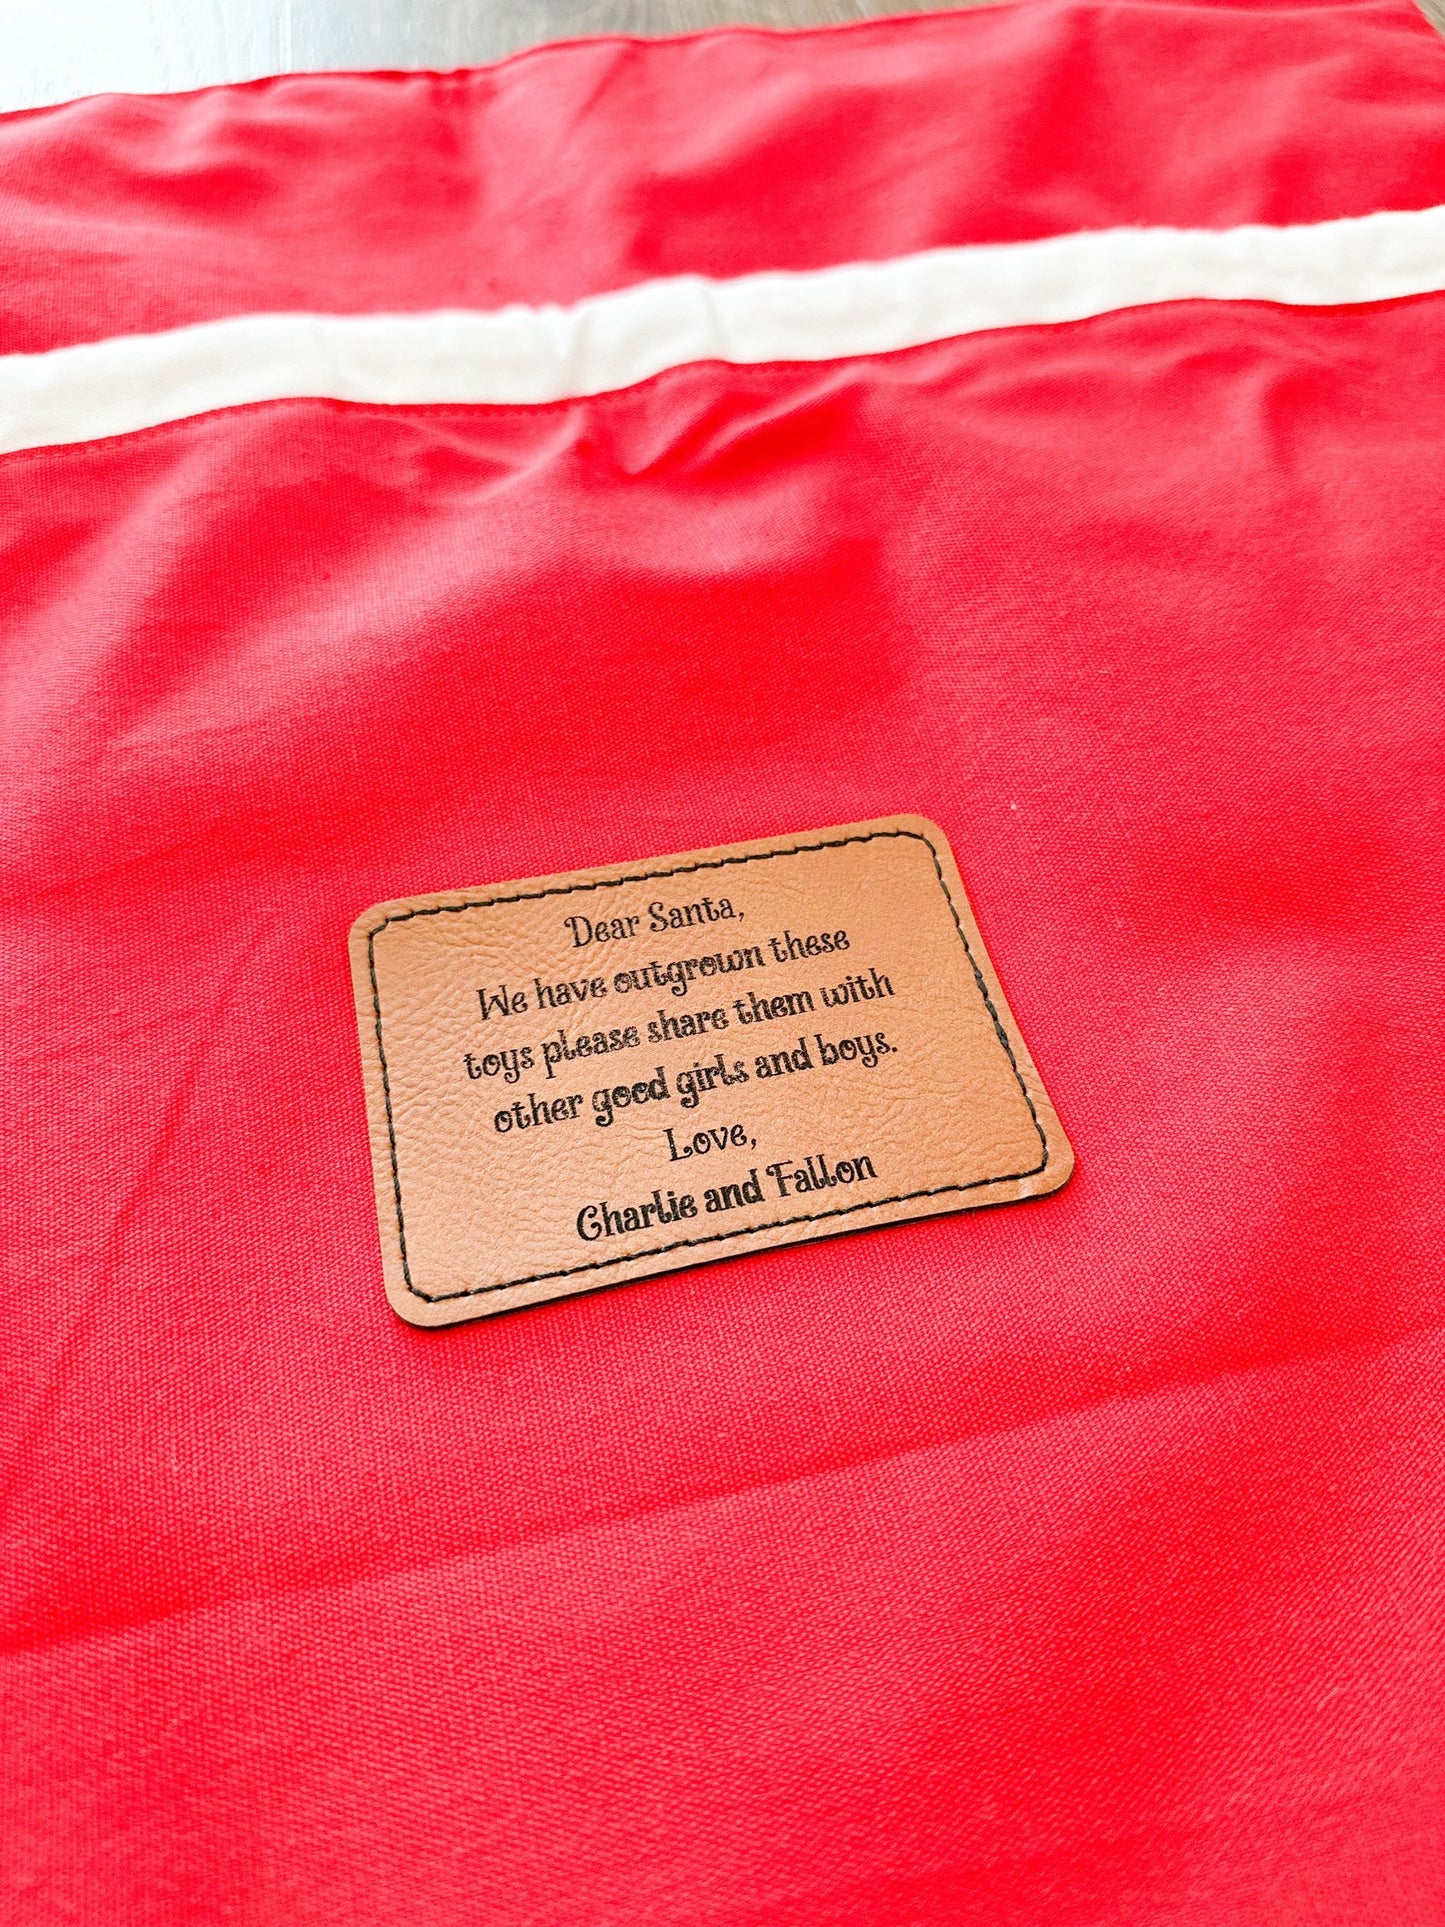 Dear Santa,
We have outgrown these
toys please share them with
other good girls and boys.
Love,
Charlie and Fallon